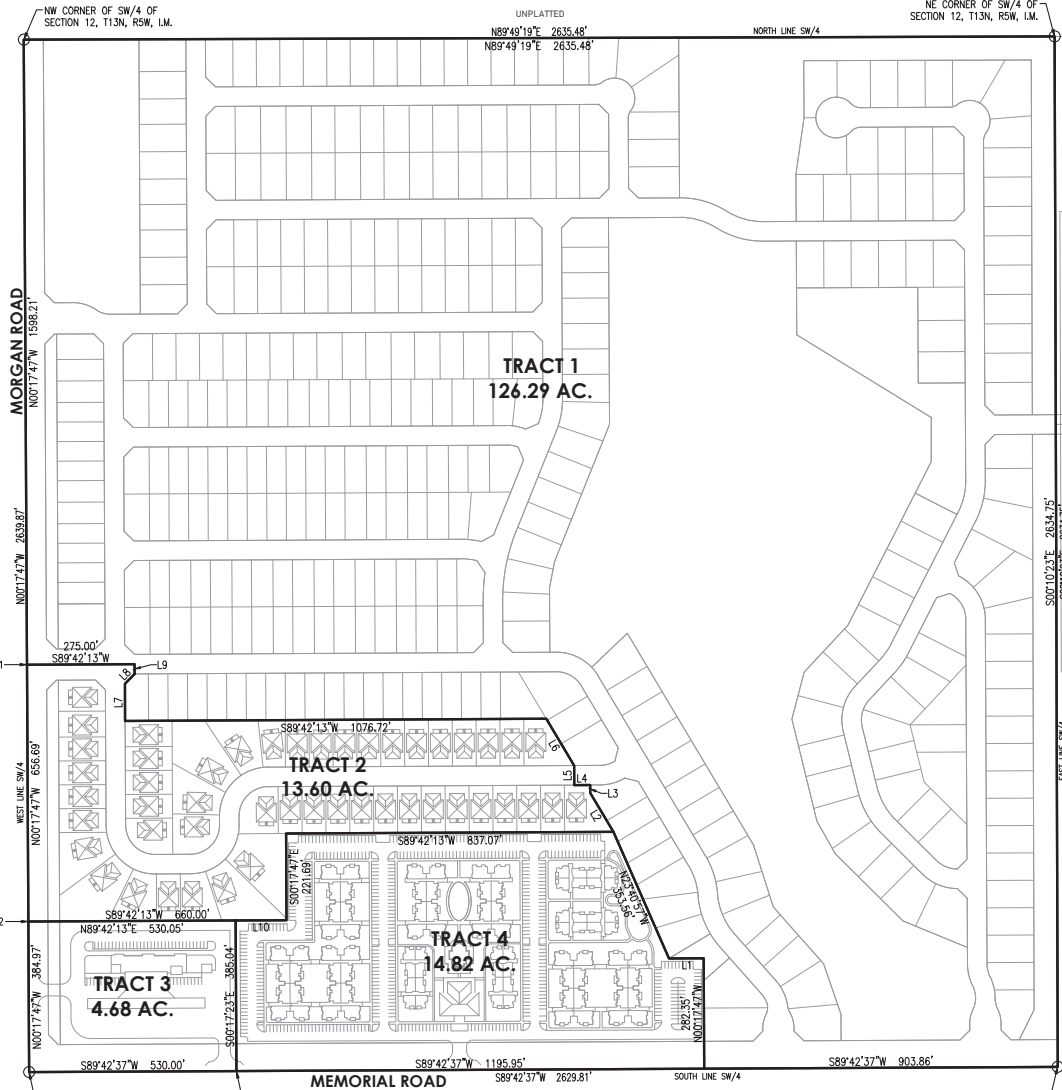 NW CORNER OF SW/4 OF
SECTION 12, T13N, R5W, I.M.
UNPLATTED
NE CORNER OF SW/4 OF
SECTION 12, T13N, R5W, I.M.
N89°49'19"E 2635.48'
NORTH LINE SW/4
N89°49'19"E 2635.48'
MORGAN ROAD
N00°17'47"W 1598.21'
TRACT 1
126.29 AC.
N00°17'47"W 2639.87'
S00°10'23"E 2634.75'
275.00'
S89°42'13"W
L9
L8
L7
S89°42'13"W 1076.72'
L6
TRACT 2
13.60 AC.
L5
L4
L3
L2
WEST LINE SW/4
N00°17'47"W 656.69'
EAST LINE SW/4
S89°42'13"W 837.07'
S00°17'47"E
221.69'
N23°40'57"W
353.56'
S89°42'13"W 660.00'
N89°42'13"E 530.05'
L10
TRACT 4
14.82 AC.
L1
N00°17'47"W 384.97'
TRACT 3
4.68 AC.
S00°17'23"E 385.04'
282.35'
N00°17'47"W
S89°42'37"W 530.00'
S89°42'37"W 1195.95'
S89°42'37"W 903.86'
MEMORIAL ROAD
S89°42'37"W 2629.81'
SOUTH LINE SW/4